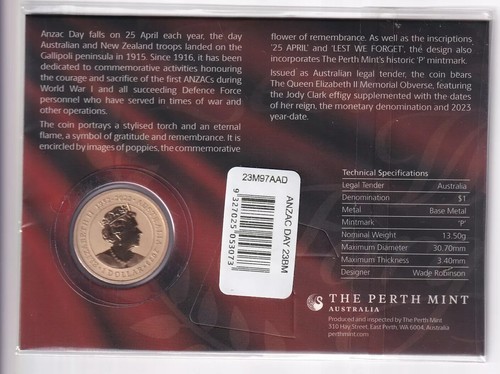 Anzac Day falls on 25 April each year, the day
Australian and New Zealand troops landed on the
Gallipoli peninsula in 1915. Since 1916, it has been
dedicated to commemorative activities honouring
the courage and sacrifice of the first ANZACs during
World War I and all succeeding Defence Force
personnel who have served in times of war and
other operations.
The coin portrays a stylised torch and an eternal
flame, a symbol of gratitude and remembrance. It is
encircled by images of poppies, the commemorative
flower of remembrance. As well as the inscriptions
'25 APRIL' and 'LEST WE FORGET', the design also
incorporates The Perth Mint's historic 'P' mintmark.
Issued as Australian legal tender, the coin bears
The Queen Elizabeth II Memorial Obverse, featuring
the Jody Clark effigy supplemented with the dates
of her reign, the monetary denomination and 2023
year-date.
23M97AAD
9327025053073
ANZAC DAY 23BM
Technical Specifications
Legal Tender Australia
Denomination $1
Metal Base Metal
Mintmark 'P'
Nominal Weight 13.50g
Maximum Diameter 30.70mm
Maximum Thickness 3.40mm
Designer Wade Robinson
THE PERTH MINT
AUSTRALIA
Produced and inspected by The Perth Mint
310 Hay Street, East Perth, WA 6004, Australia
perthmint.com